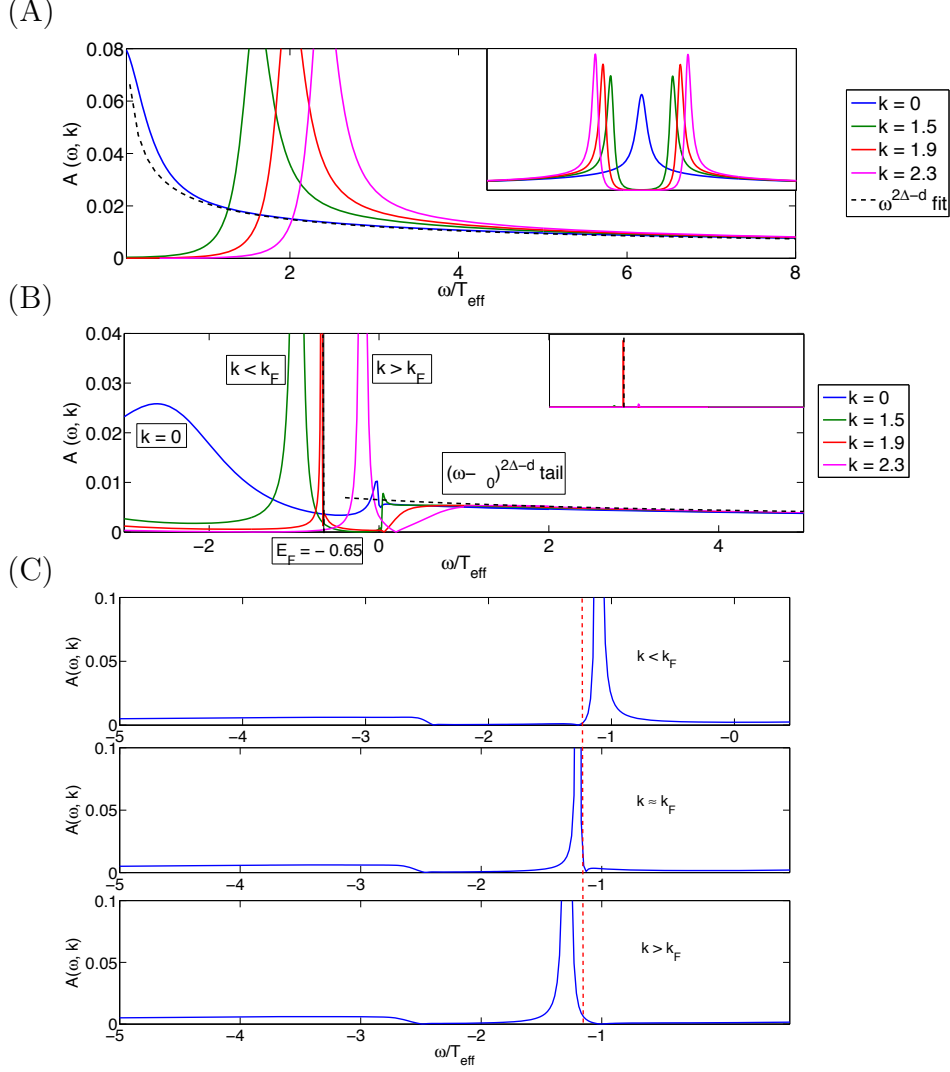 (A)
0.08
0.06
0.04
0.02
0
A (ω, k)
2
4
6
8
ω/T_eff
k = 0
k = 1.5
k = 1.9
k = 2.3
ω^{2Δ−d} fit
(B)
0.04
0.03
0.02
0.01
0
A (ω, k)
k < k_F
k > k_F
k = 0
(ω− ₀)^{2Δ−d} tail
E_F = − 0.65
−2
0
2
4
ω/T_eff
k = 0
k = 1.5
k = 1.9
k = 2.3
(C)
0.1
0.05
0
A(ω, k)
k < k_F
−5
−4
−3
−2
−1
−0
0.1
0.05
0
A(ω, k)
k ≈ k_F
−5
−4
−3
−2
−1
0.1
0.05
0
A(ω, k)
k > k_F
−5
−4
−3
−2
−1
ω/T_eff